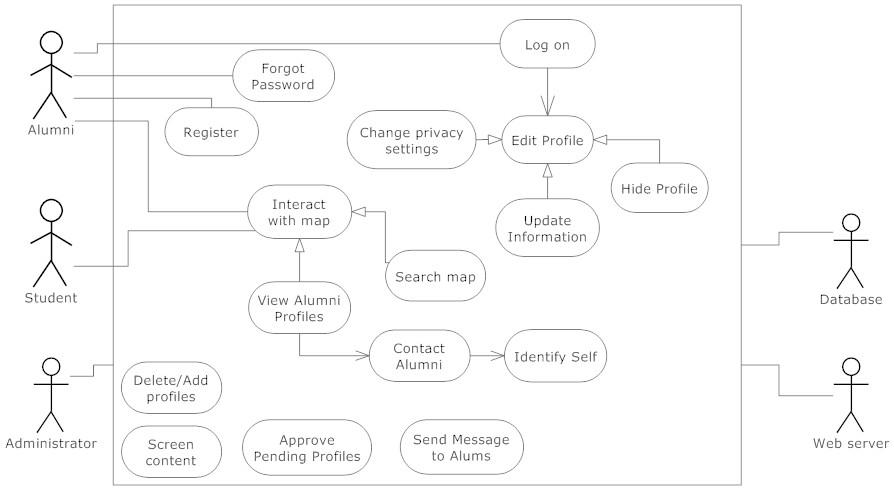 Log on
Forgot
Password
Alumni
Register
Change privacy
settings
Edit Profile
Hide Profile
Interact
with map
Update
Information
Student
Search map
Database
View Alumni
Profiles
Contact
Alumni
Identify Self
Delete/Add
profiles
Administrator
Screen
content
Approve
Pending Profiles
Send Message
to Alums
Web server